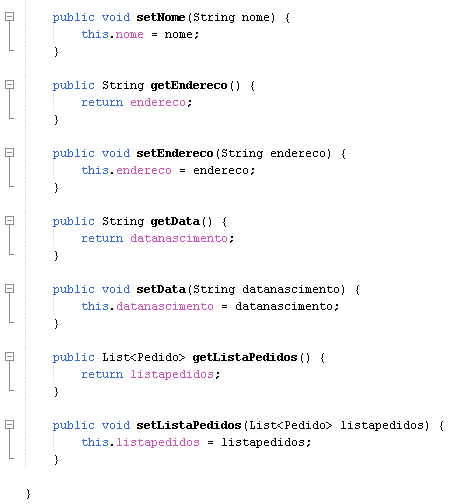 public void setNome(String nome) {
this.nome = nome;
}
public String getEndereco() {
return endereco;
}
public void setEndereco(String endereco) {
this.endereco = endereco;
}
public String getData() {
return datanascimento;
}
public void setData(String datanascimento) {
this.datanascimento = datanascimento;
}
public List<Pedido> getListaPedidos() {
return listapedidos;
}
public void setListaPedidos(List<Pedido> listapedidos) {
this.listapedidos = listapedidos;
}
}